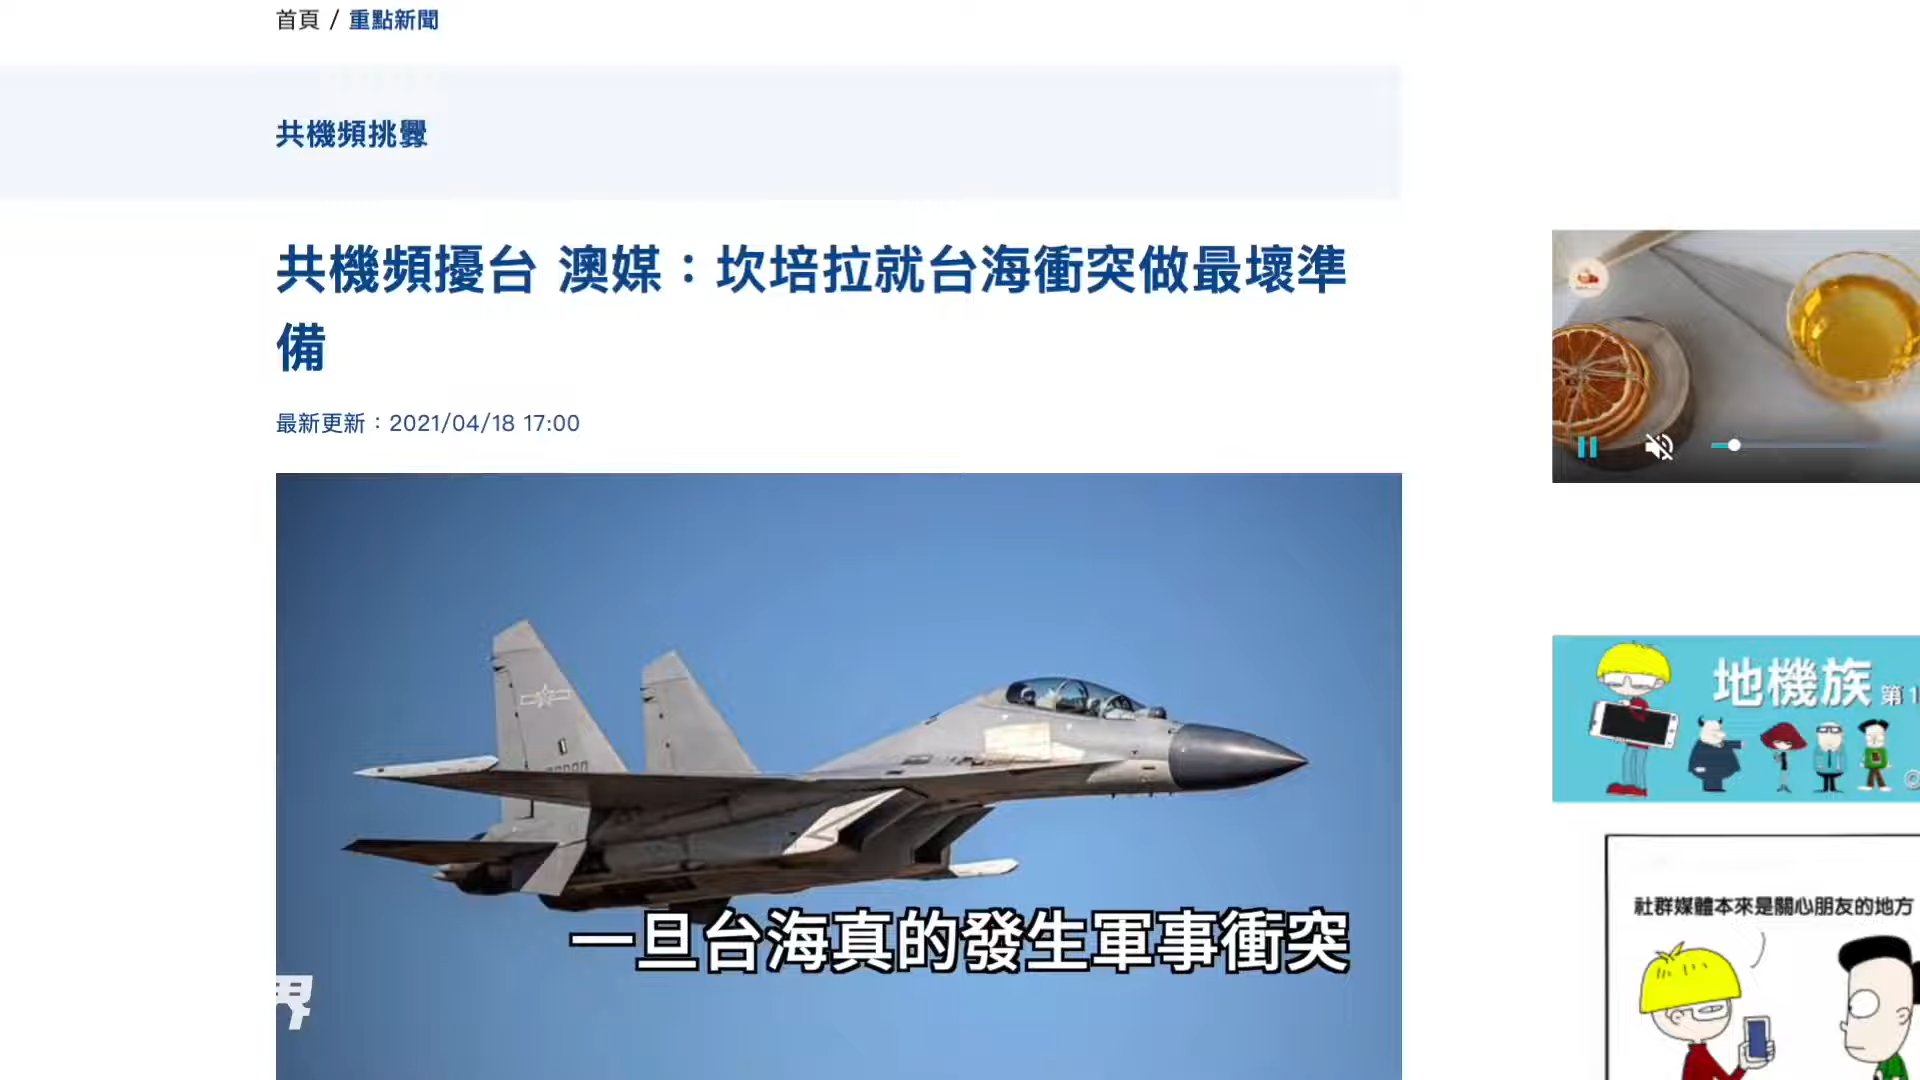 首頁 / 重點新聞
共機頻挑釁
共機頻擾台 澳媒：坎培拉就台海衝突做最壞準
備
最新更新：2021/04/18 17:00
地機族 第1
一旦台海真的發生軍事衝突
界
社群媒體本來是關心朋友的地方